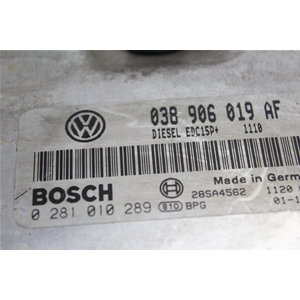 038 906 019 AF
DIESEL EDC15P+ 1110
Made in Germ
BOSCH
28SA4562 1120
0 281 010 289 810 BPG 01-1